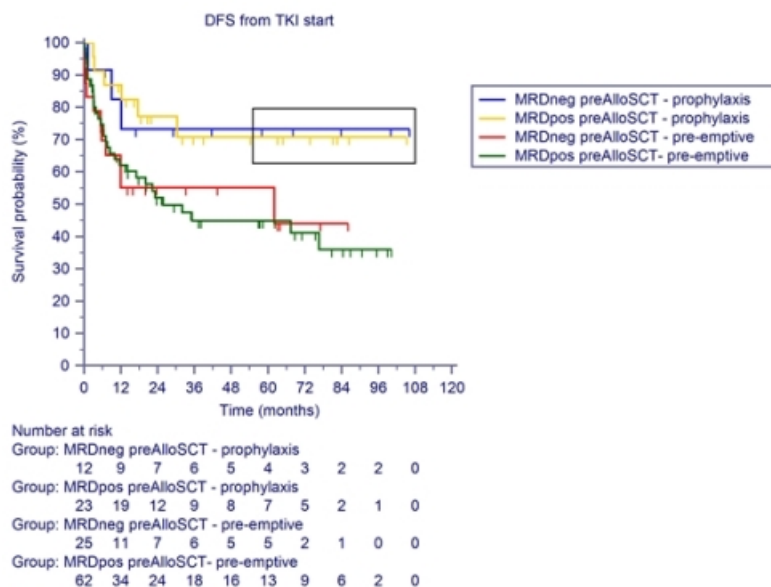 DFS from TKI start
100
90
80
70
60
50
40
30
20
10
0
Survival probability (%)
0 12 24 36 48 60 72 84 96 108 120
Time (months)
MRDneg preAlloSCT - prophylaxis
MRDpos preAlloSCT - prophylaxis
MRDneg preAlloSCT - pre-emptive
MRDpos preAlloSCT- pre-emptive
Number at risk
Group: MRDneg preAlloSCT - prophylaxis
12 9 7 6 5 4 3 2 2 0
Group: MRDpos preAlloSCT - prophylaxis
23 19 12 9 8 7 5 2 1 0
Group: MRDneg preAlloSCT - pre-emptive
25 11 7 6 5 5 2 1 0 0
Group: MRDpos preAlloSCT- pre-emptive
62 34 24 18 16 13 9 6 2 0